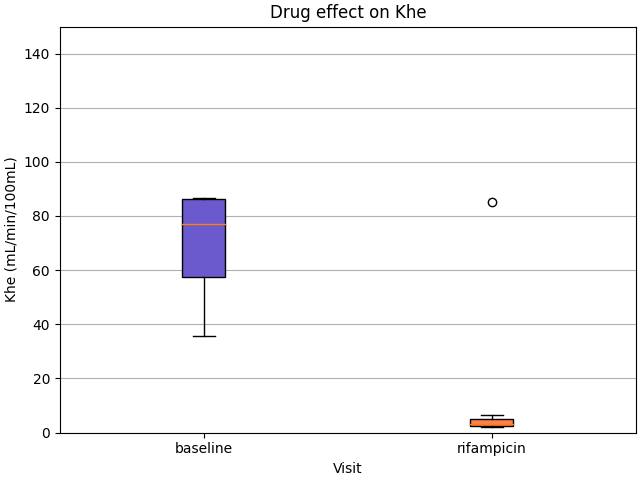 Drug effect on Khe
Khe (mL/min/100mL)
140
120
100
80
60
40
20
0
baseline rifampicin
Visit